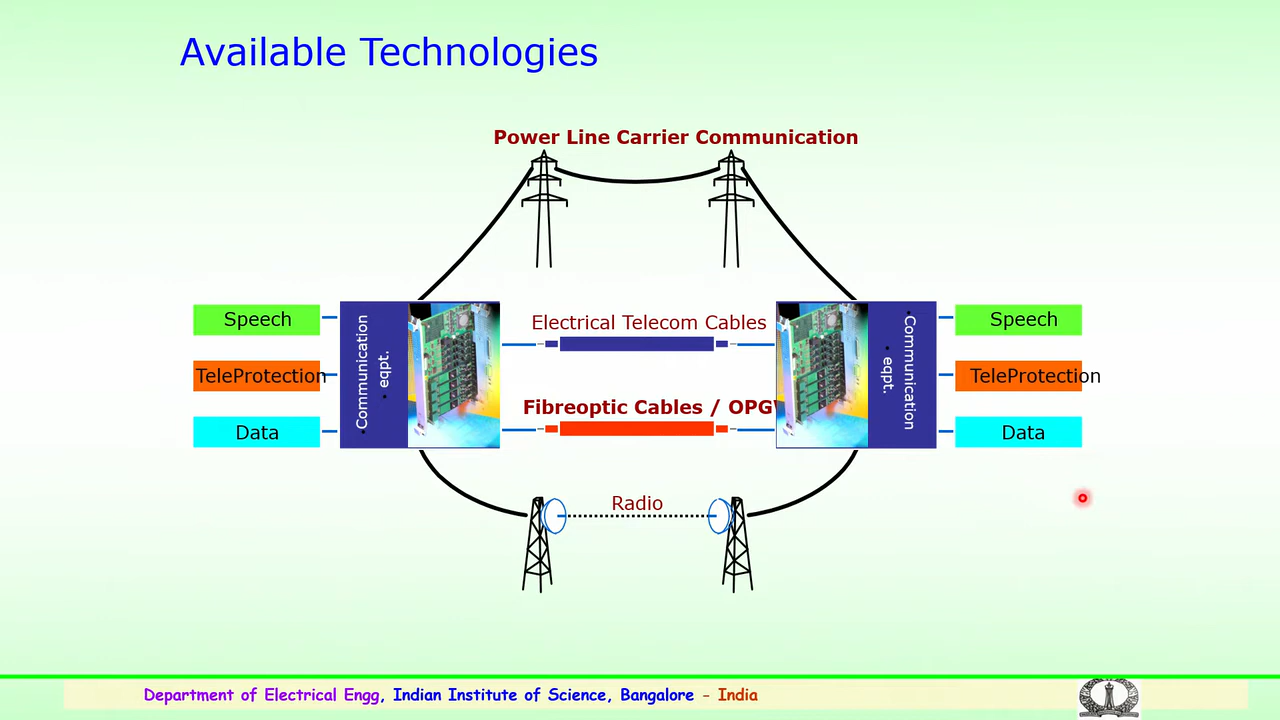 Available Technologies
Power Line Carrier Communication
Speech
TeleProtection
Data
Communication
eqpt.
Electrical Telecom Cables
Fibreoptic Cables / OPGW
Radio
Communication
eqpt.
Speech
TeleProtection
Data
Department of Electrical Engg, Indian Institute of Science, Bangalore - India